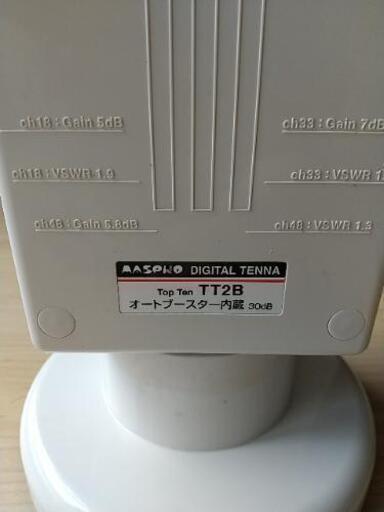 ch18 : Gain 5dB
ch33 : Gain 7dB
ch18 : VSWR 1.9
ch33 : VSWR 1.
ch48 : Gain 5.8dB
ch48 : VSWR 1.3
MASPRO DIGITAL TENNA
Top Ten TT2B
オートブースター内蔵 30dB